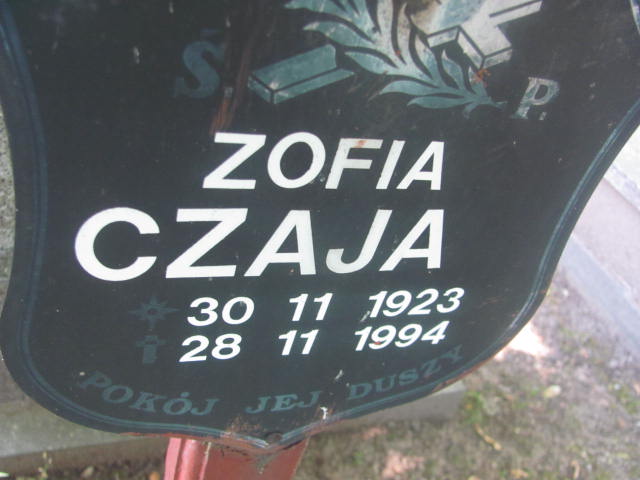 Ś. P.
ZOFIA
CZAJA
30 11 1923
28 11 1994
POKÓJ JEJ DUSZY